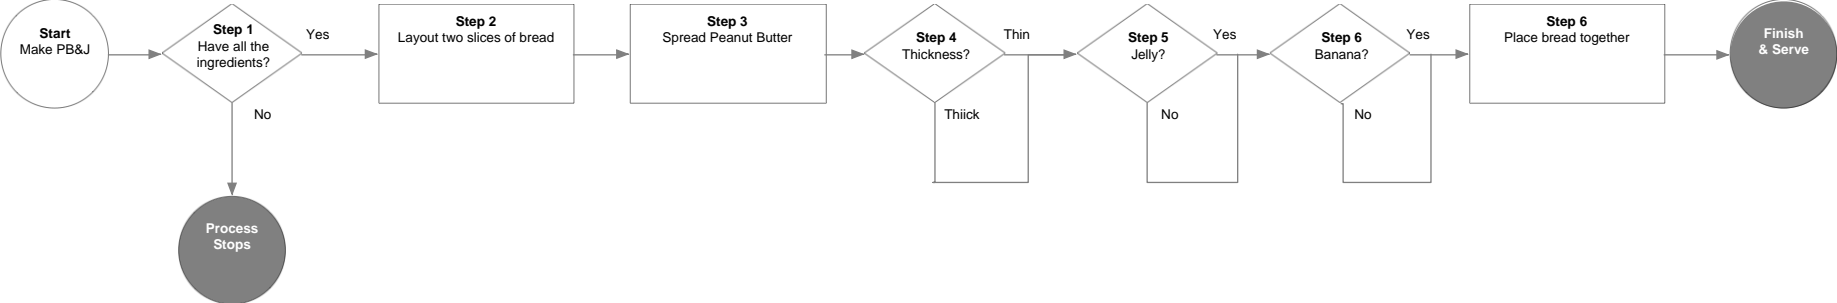 Start
Make PB&J
Step 1
Have all the
ingredients?
Yes
No
Process
Stops
Step 2
Layout two slices of bread
Step 3
Spread Peanut Butter
Step 4
Thickness?
Thin
Thiick
Step 5
Jelly?
Yes
No
Step 6
Banana?
Yes
No
Step 6
Place bread together
Finish
& Serve